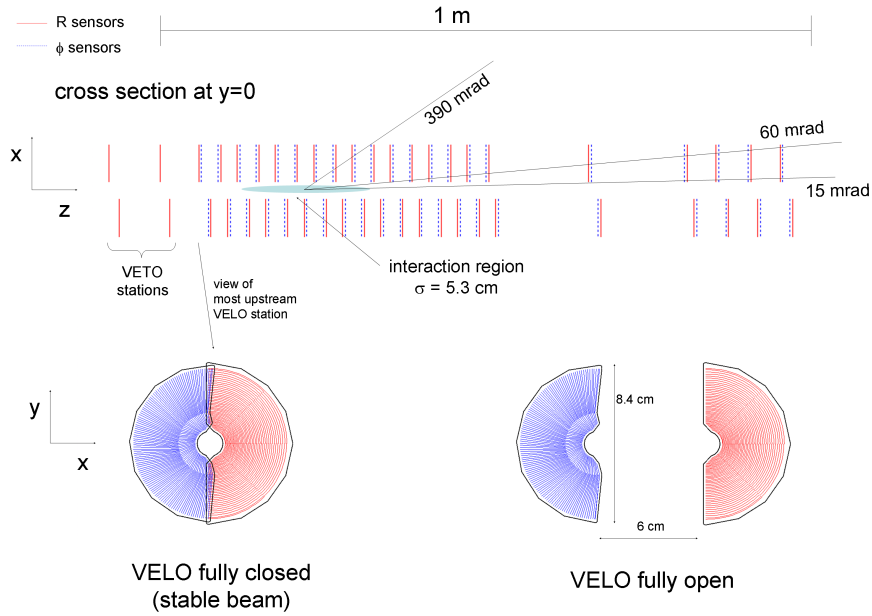 R sensors
ϕ sensors
1 m
cross section at y=0
390 mrad
60 mrad
15 mrad
x
z
VETO
stations
view of
most upstream
VELO station
interaction region
σ = 5.3 cm
y
x
8.4 cm
6 cm
VELO fully closed
(stable beam)
VELO fully open